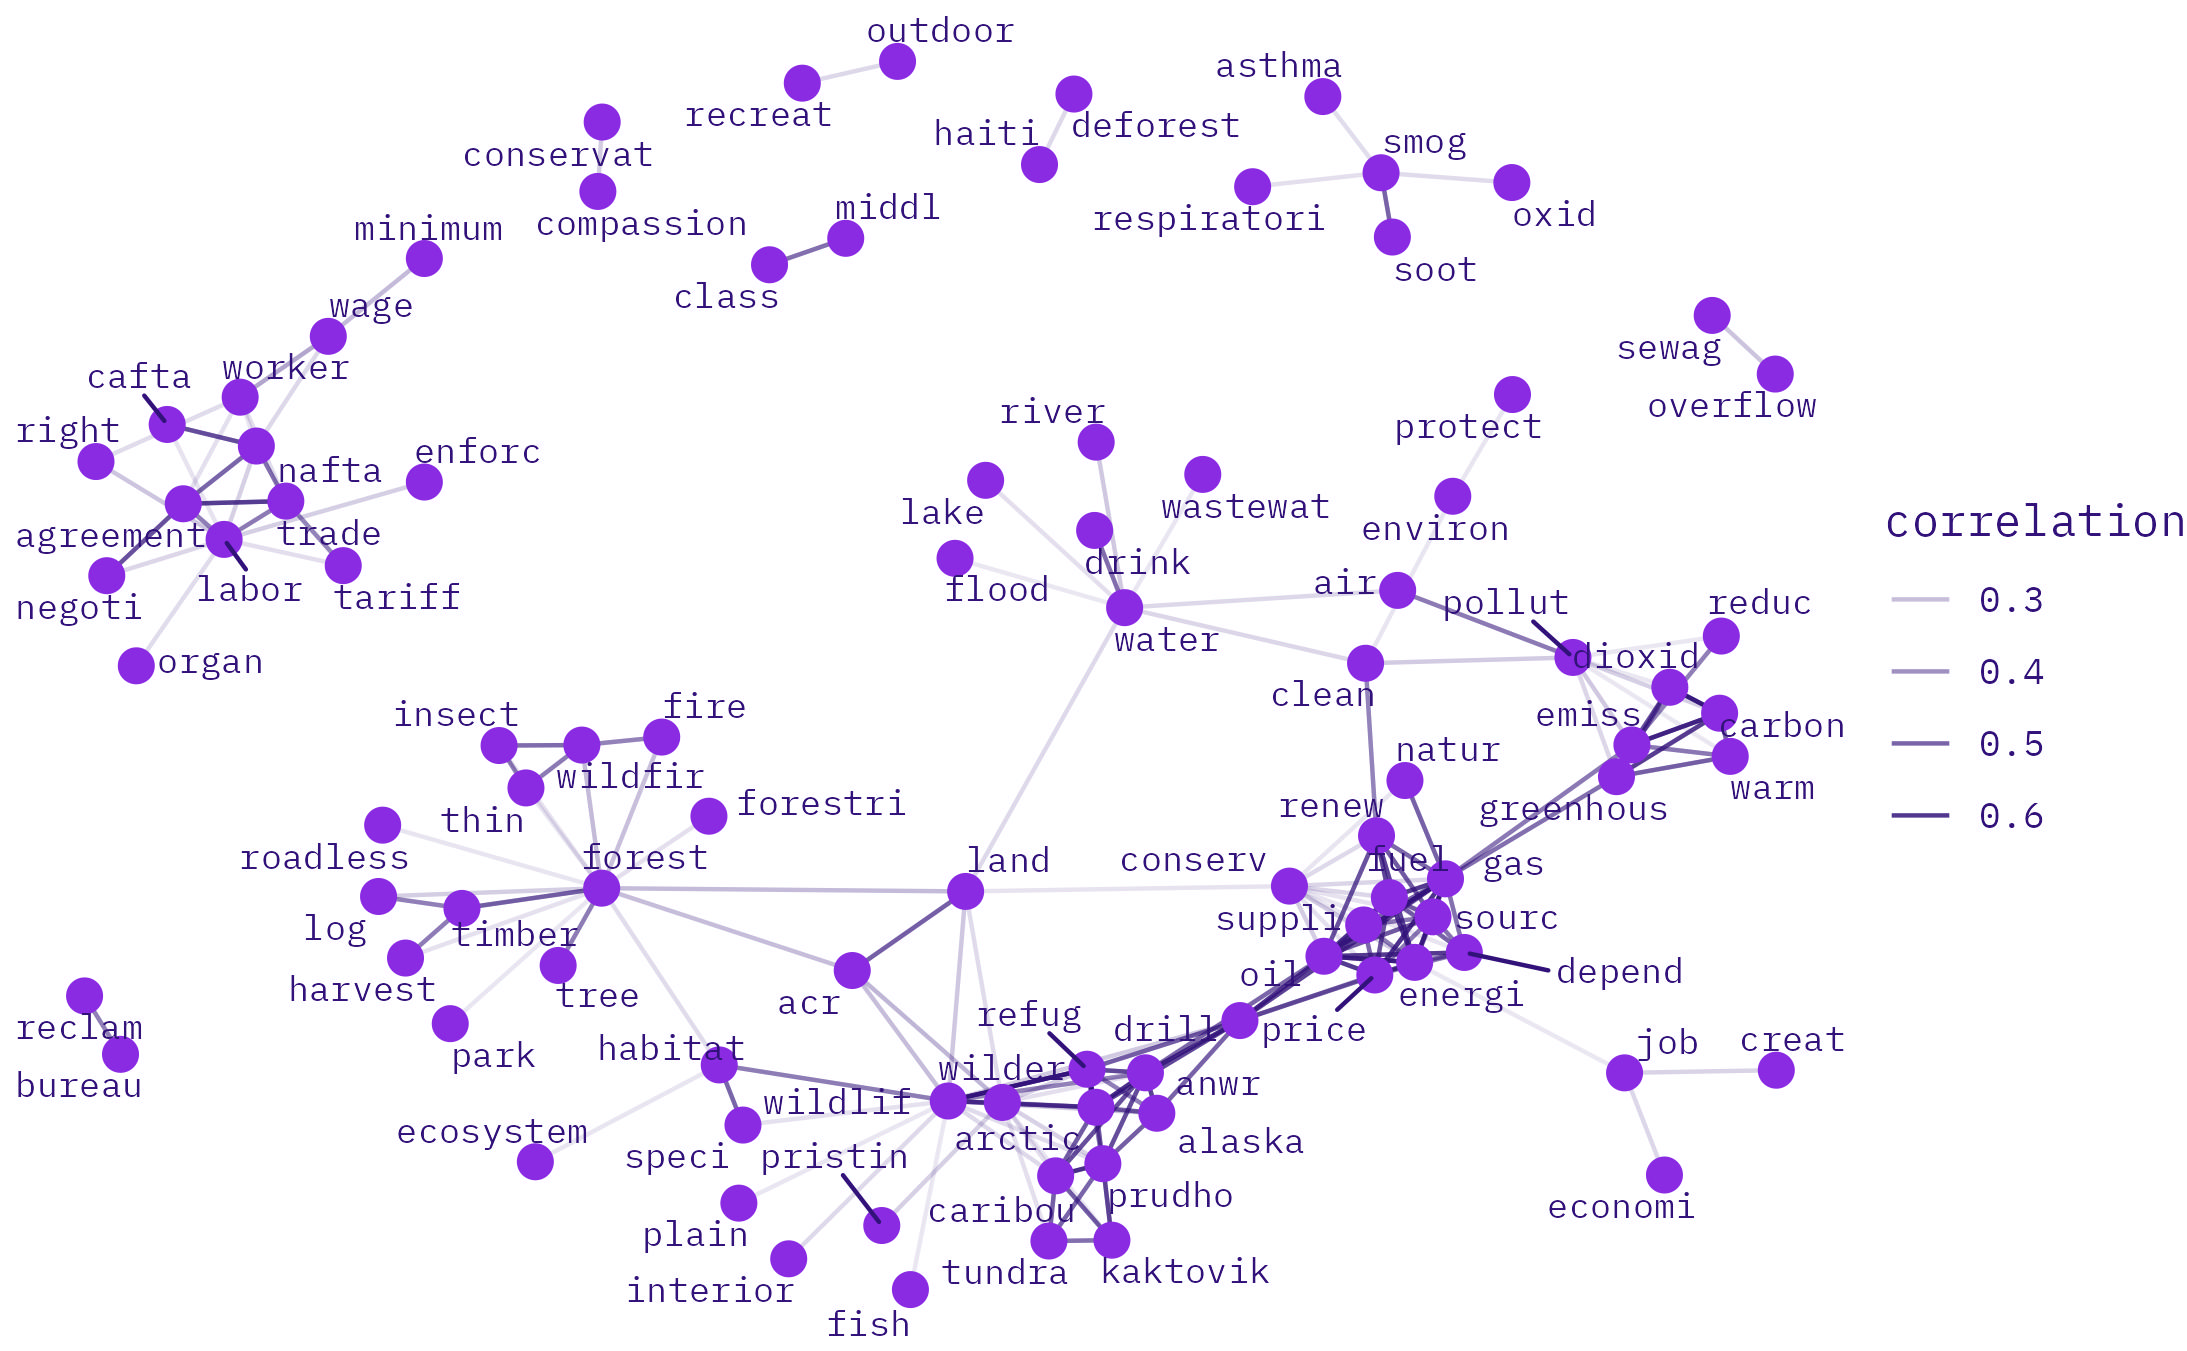 outdoor
recreat
conservat
compassion
haiti
deforest
asthma
smog
respiratori
oxid
soot
middl
class
minimum
wage
worker
cafta
right
nafta
enforc
agreement
trade
negoti
labor
tariff
organ
sewag
overflow
river
lake
wastewat
drink
flood
water
protect
environ
air
pollut
reduc
dioxid
clean
emiss
carbon
warm
greenhous
correlation
0.3
0.4
0.5
0.6
insect
fire
wildfir
thin
forestri
roadless
forest
log
timber
harvest
tree
park
reclam
bureau
land
acr
conserv
natur
renew
fuel
gas
suppli
sourc
oil
depend
energi
price
refug
drill
habitat
wilder
anwr
wildlif
ecosystem
speci
pristin
arctic
alaska
plain
caribou
prudho
interior
tundra
kaktovik
fish
job
creat
economi